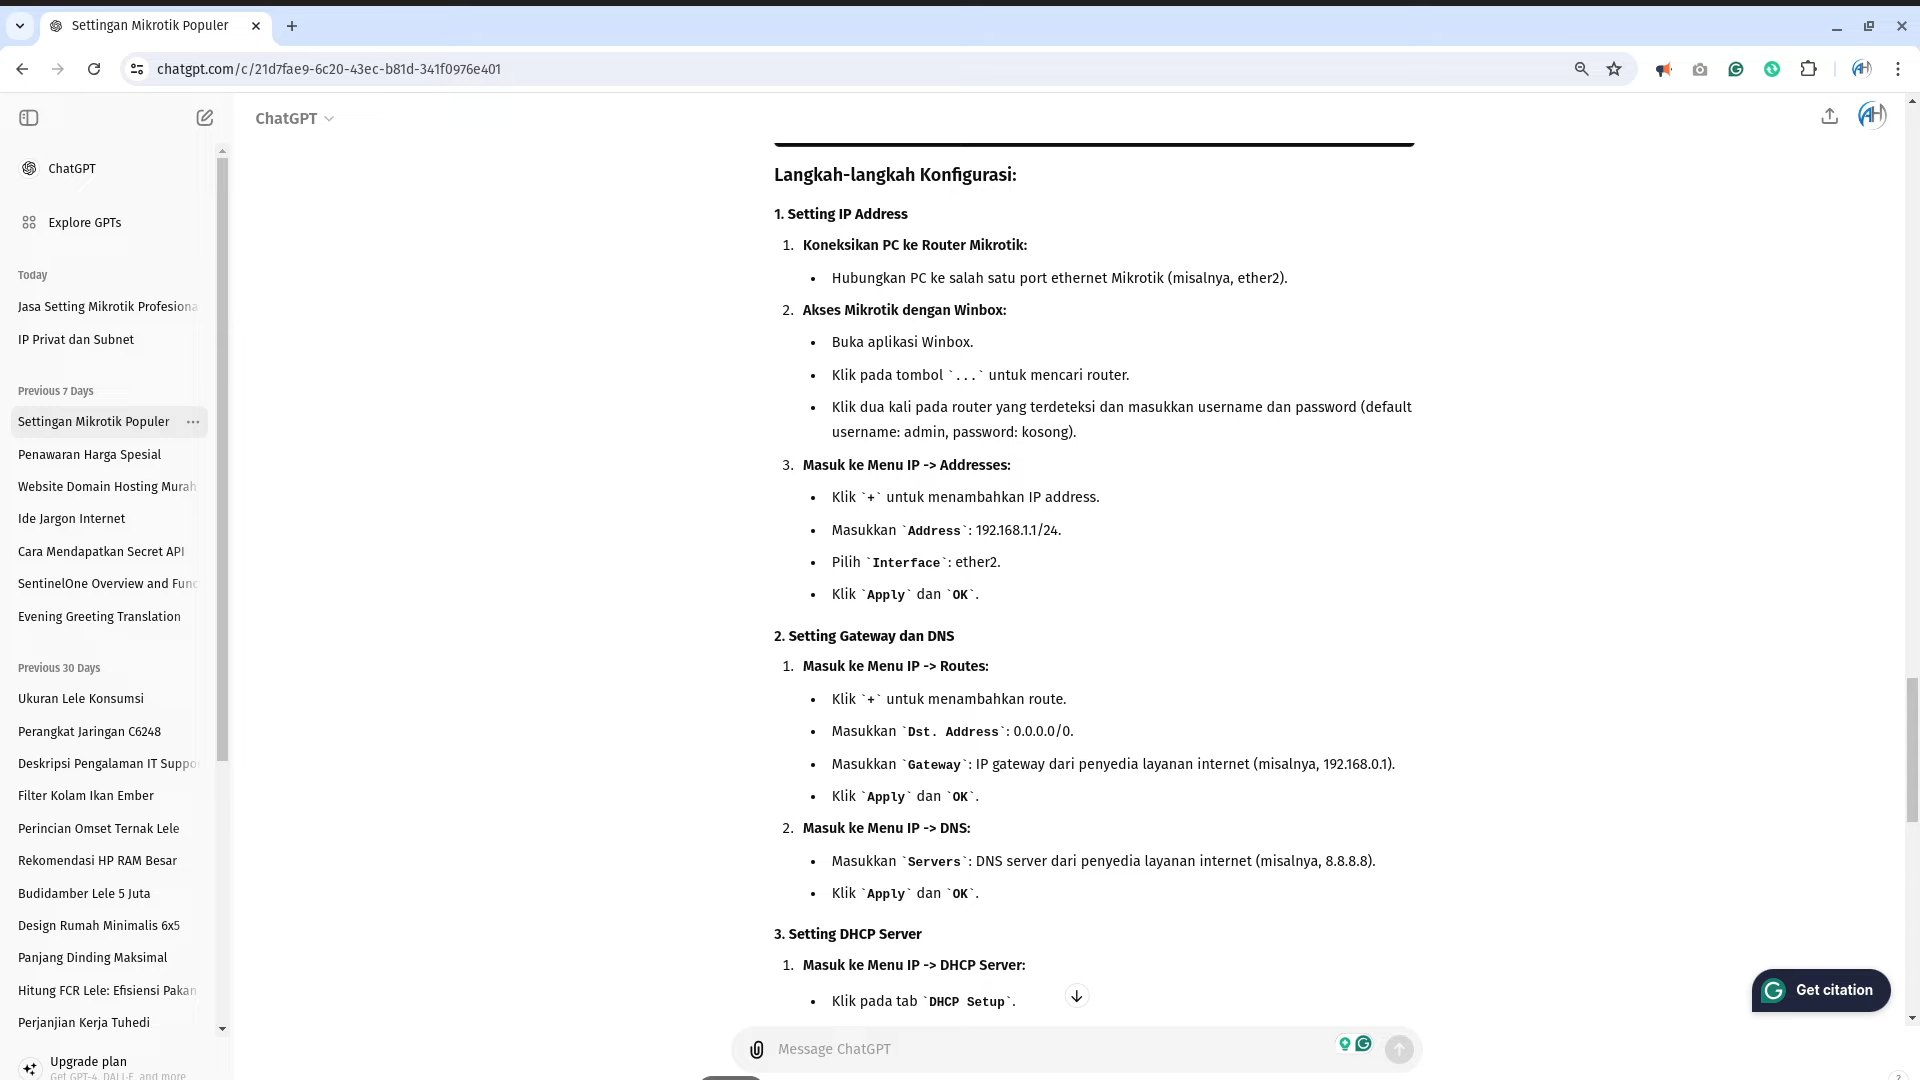 Settingan Mikrotik Populer
chatgpt.com/c/21d7fae9-6c20-43ec-b81d-341f0976e401
AH
ChatGPT
AH
ChatGPT
Explore GPTs
Today
Jasa Setting Mikrotik Profesiona
IP Privat dan Subnet
Previous 7 Days
Settingan Mikrotik Populer
Penawaran Harga Spesial
Website Domain Hosting Murah
Ide Jargon Internet
Cara Mendapatkan Secret API
SentinelOne Overview and Func
Evening Greeting Translation
Previous 30 Days
Ukuran Lele Konsumsi
Perangkat Jaringan C6248
Deskripsi Pengalaman IT Suppo
Filter Kolam Ikan Ember
Perincian Omset Ternak Lele
Rekomendasi HP RAM Besar
Budidamber Lele 5 Juta
Design Rumah Minimalis 6x5
Panjang Dinding Maksimal
Hitung FCR Lele: Efisiensi Pakan
Perjanjian Kerja Tuhedi
Upgrade plan
Get GPT-4, DALL·E, and more
Langkah-langkah Konfigurasi:
1. Setting IP Address
1. Koneksikan PC ke Router Mikrotik:
• Hubungkan PC ke salah satu port ethernet Mikrotik (misalnya, ether2).
2. Akses Mikrotik dengan Winbox:
• Buka aplikasi Winbox.
• Klik pada tombol `...` untuk mencari router.
• Klik dua kali pada router yang terdeteksi dan masukkan username dan password (default
username: admin, password: kosong).
3. Masuk ke Menu IP -> Addresses:
• Klik `+` untuk menambahkan IP address.
• Masukkan `Address`: 192.168.1.1/24.
• Pilih `Interface`: ether2.
• Klik `Apply` dan `OK`.
2. Setting Gateway dan DNS
1. Masuk ke Menu IP -> Routes:
• Klik `+` untuk menambahkan route.
• Masukkan `Dst. Address`: 0.0.0.0/0.
• Masukkan `Gateway`: IP gateway dari penyedia layanan internet (misalnya, 192.168.0.1).
• Klik `Apply` dan `OK`.
2. Masuk ke Menu IP -> DNS:
• Masukkan `Servers`: DNS server dari penyedia layanan internet (misalnya, 8.8.8.8).
• Klik `Apply` dan `OK`.
3. Setting DHCP Server
1. Masuk ke Menu IP -> DHCP Server:
• Klik pada tab `DHCP Setup`.
Get citation
Message ChatGPT
?